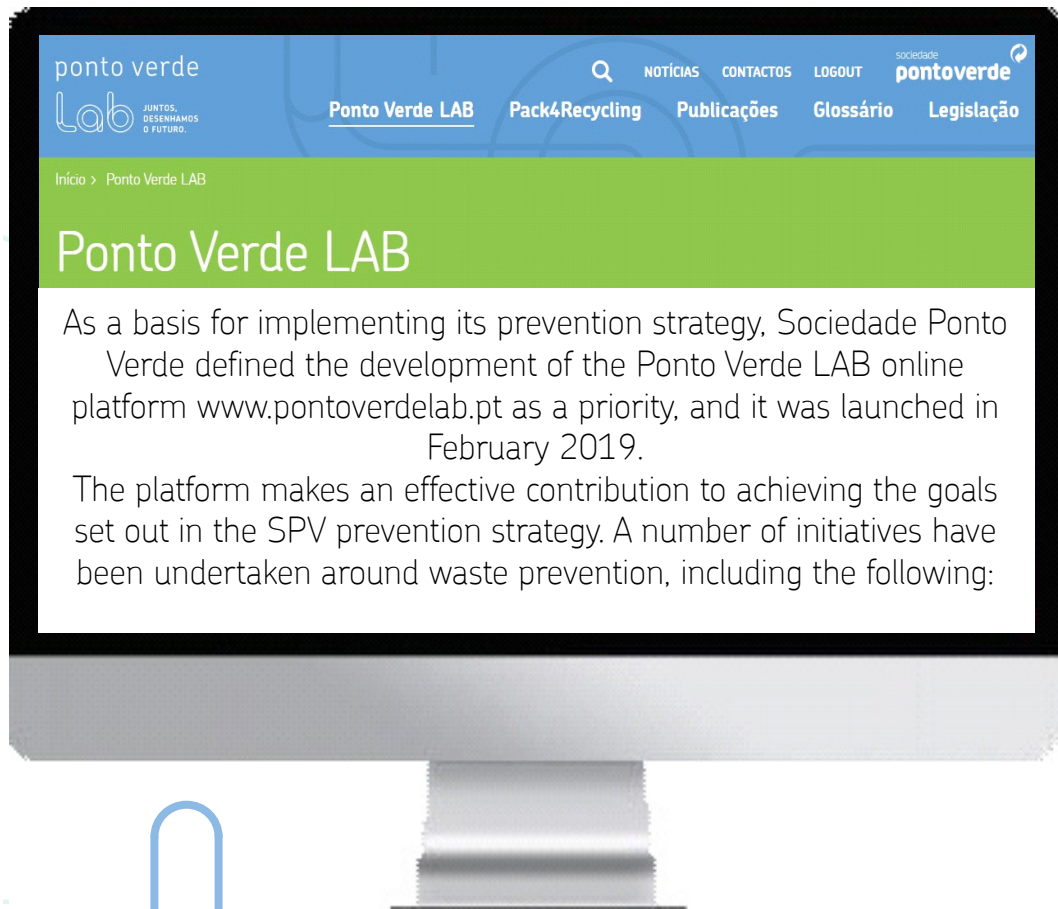 ponto verde
Lab
JUNTOS,
DESENHAMOS
O FUTURO.
NOTÍCIAS CONTACTOS LOGOUT
sociedade
pontoverde
Ponto Verde LAB Pack4Recycling Publicações Glossário Legislação
Início > Ponto Verde LAB
Ponto Verde LAB
As a basis for implementing its prevention strategy, Sociedade Ponto
Verde defined the development of the Ponto Verde LAB online
platform www.pontoverdelab.pt as a priority, and it was launched in
February 2019.
The platform makes an effective contribution to achieving the goals
set out in the SPV prevention strategy. A number of initiatives have
been undertaken around waste prevention, including the following: